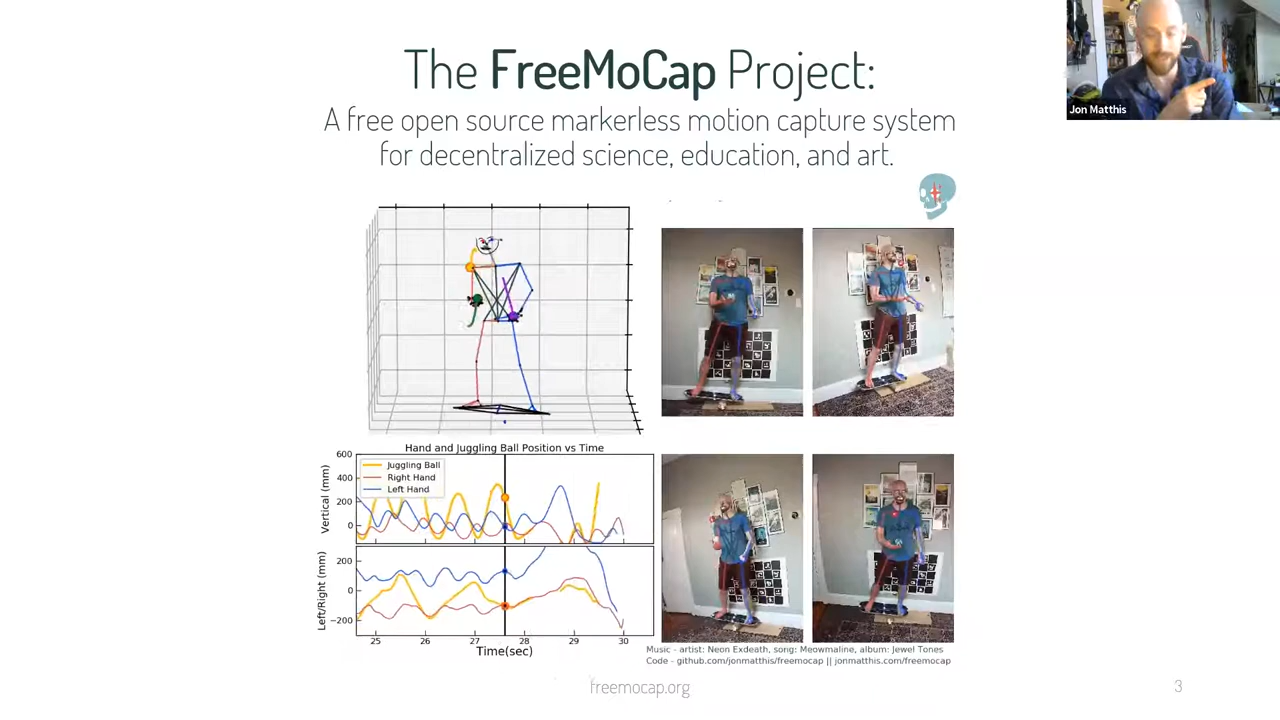 The FreeMoCap Project:
A free open source markerless motion capture system
for decentralized science, education, and art.
Jon Matthis
Hand and Juggling Ball Position vs Time
Vertical (mm)
600
400
200
0
Juggling Ball
Right Hand
Left Hand
Left/Right (mm)
200
0
−200
25 26 27 28 29 30
Time(sec)
Music - artist: Neon Exdeath, song: Meowmaline, album: Jewel Tones
Code - github.com/jonmatthis/freemocap || jonmatthis.com/freemocap
freemocap.org
3